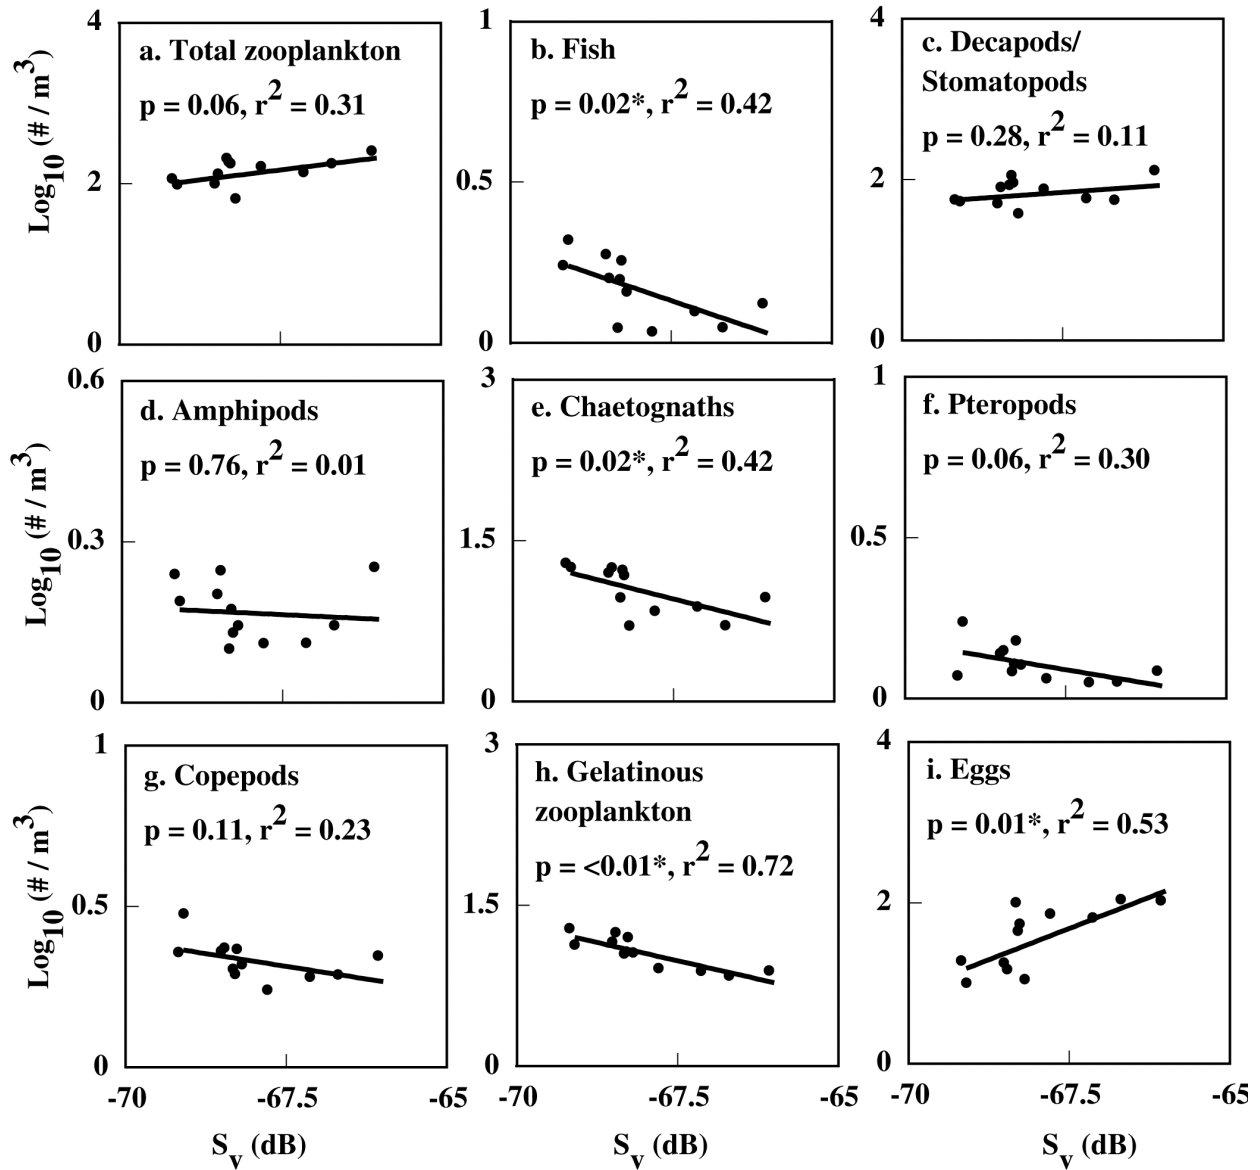 4
a. Total zooplankton
p = 0.06, r2 = 0.31
Log10 (# / m3)
2
0
1
b. Fish
p = 0.02*, r2 = 0.42
0.5
0
4
c. Decapods/
Stomatopods
p = 0.28, r2 = 0.11
2
0
0.6
d. Amphipods
p = 0.76, r2 = 0.01
Log10 (# / m3)
0.3
0
3
e. Chaetognaths
p = 0.02*, r2 = 0.42
1.5
0
1
f. Pteropods
p = 0.06, r2 = 0.30
0.5
0
1
g. Copepods
p = 0.11, r2 = 0.23
Log10 (# / m3)
0.5
0
-70 -67.5 -65
Sv (dB)
3
h. Gelatinous
zooplankton
p = <0.01*, r2 = 0.72
1.5
0
-70 -67.5 -65
Sv (dB)
4
i. Eggs
p = 0.01*, r2 = 0.53
2
0
-70 -67.5 -65
Sv (dB)